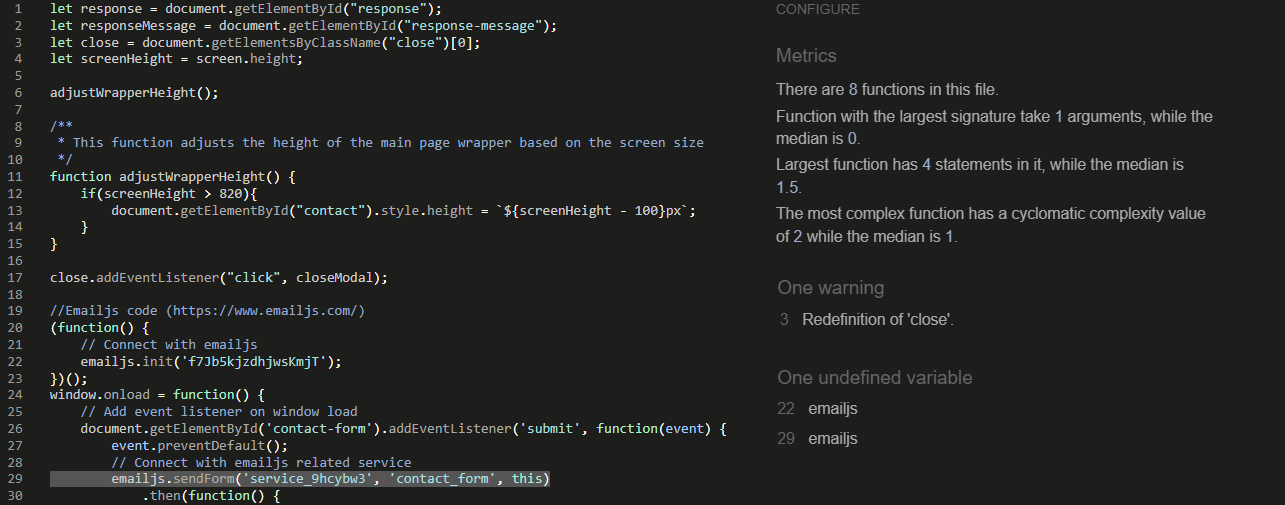 1 let response = document.getElementById("response");
2 let responseMessage = document.getElementById("response-message");
3 let close = document.getElementsByClassName("close")[0];
4 let screenHeight = screen.height;
5
6 adjustWrapperHeight();
7
8 /**
9 * This function adjusts the height of the main page wrapper based on the screen size
10 */
11 function adjustWrapperHeight() {
12 if(screenHeight > 820){
13 document.getElementById("contact").style.height = `${screenHeight - 100}px`;
14 }
15 }
16
17 close.addEventListener("click", closeModal);
18
19 //Emailjs code (https://www.emailjs.com/)
20 (function() {
21 // Connect with emailjs
22 emailjs.init('f7Jb5kjzdhjwsKmjT');
23 })();
24 window.onload = function() {
25 // Add event listener on window load
26 document.getElementById('contact-form').addEventListener('submit', function(event) {
27 event.preventDefault();
28 // Connect with emailjs related service
29 emailjs.sendForm('service_9hcybw3', 'contact_form', this)
30 .then(function() {
CONFIGURE
Metrics
There are 8 functions in this file.
Function with the largest signature take 1 arguments, while the
median is 0.
Largest function has 4 statements in it, while the median is
1.5.
The most complex function has a cyclomatic complexity value
of 2 while the median is 1.
One warning
3 Redefinition of 'close'.
One undefined variable
22 emailjs
29 emailjs